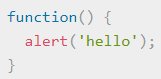 function() {
  alert('hello');
}